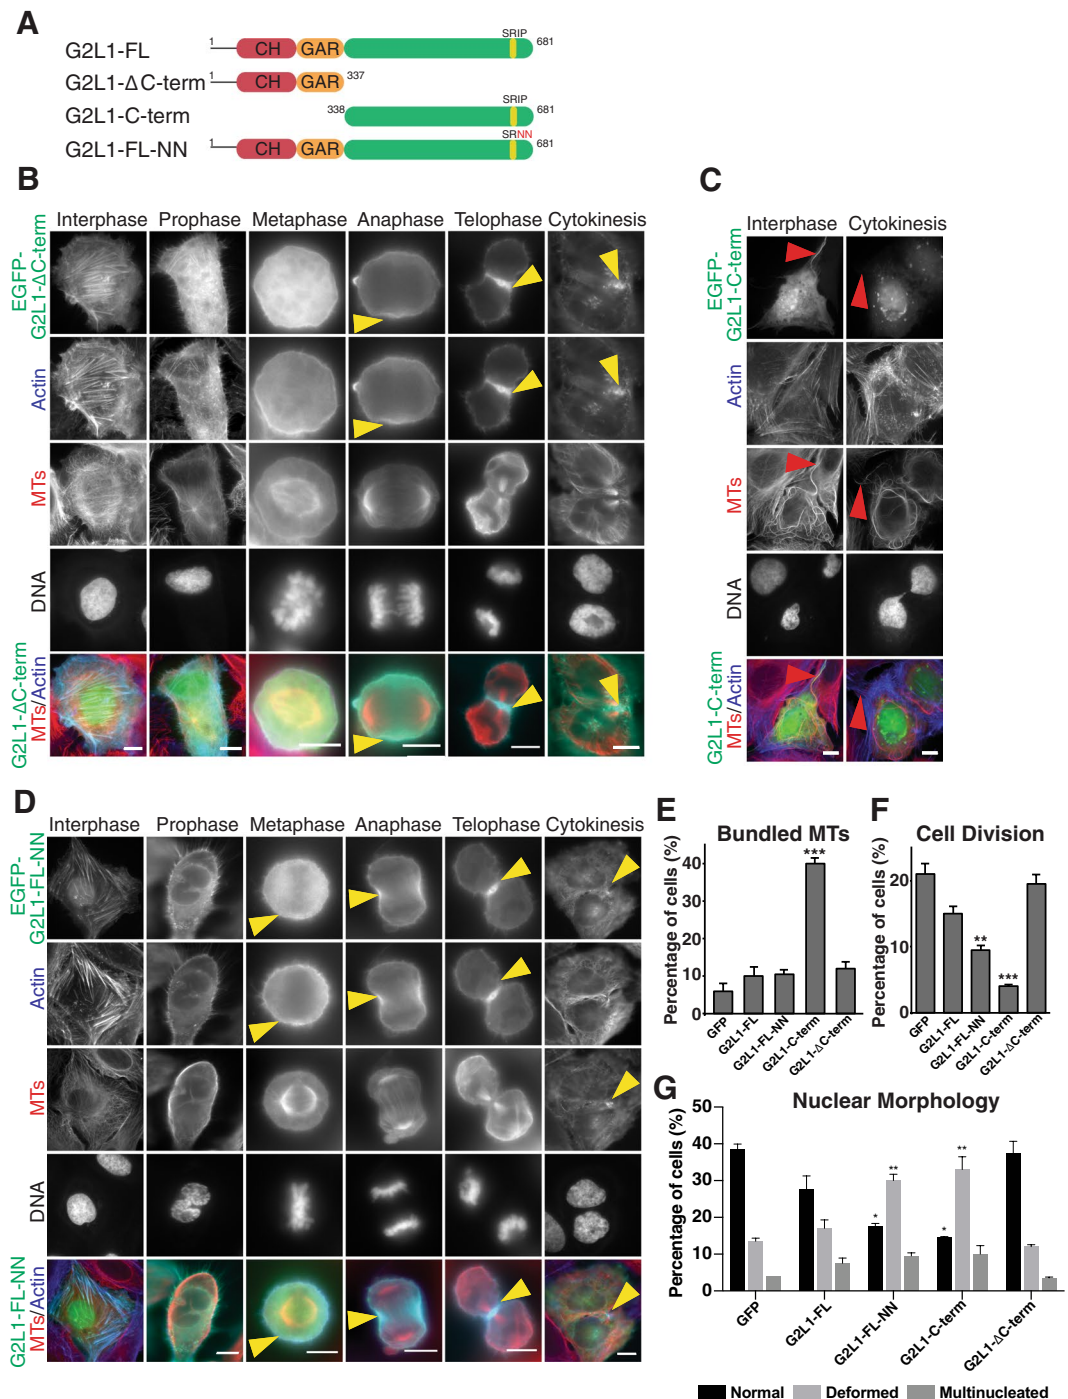 A
G2L1-FL
1
CH
GAR
SRIP
681
G2L1-ΔC-term
1
CH
GAR
337
G2L1-C-term
338
SRIP
681
G2L1-FL-NN
1
CH
GAR
SRNN
681
B
Interphase Prophase Metaphase Anaphase Telophase Cytokinesis
EGFP-
G2L1-ΔC-term
Actin
MTs
DNA
G2L1-ΔC-term
MTs/Actin
C
Interphase Cytokinesis
EGFP-
G2L1-C-term
Actin
MTs
DNA
G2L1-C-term
MTs/Actin
D
Interphase Prophase Metaphase Anaphase Telophase Cytokinesis
EGFP-
G2L1-FL-NN
Actin
MTs
DNA
G2L1-FL-NN
MTs/Actin
E
Bundled MTs
Percentage of cells (%)
40
30
20
10
0
***
GFP
G2L1-FL
G2L1-FL-NN
G2L1-C-term
G2L1-ΔC-term
F
Cell Division
Percentage of cells (%)
20
10
0
**
***
GFP
G2L1-FL
G2L1-FL-NN
G2L1-C-term
G2L1-ΔC-term
G
Nuclear Morphology
Percentage of cells (%)
50
40
30
20
10
0
*
**
*
**
GFP
G2L1-FL
G2L1-FL-NN
G2L1-C-term
G2L1-ΔC-term
Normal Deformed Multinucleated